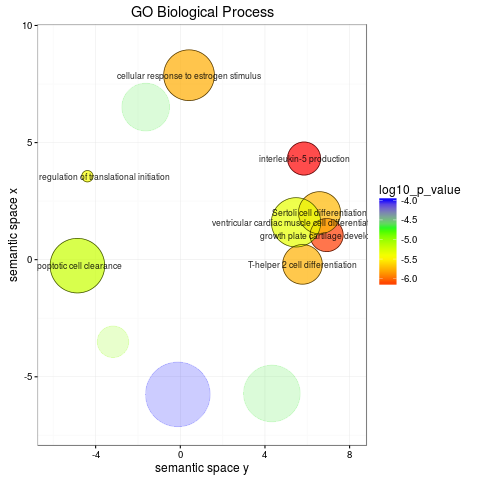 GO Biological Process
10
cellular response to estrogen stimulus
5
interleukin-5 production
regulation of translational initiation
Sertoli cell differentiation
ventricular cardiac muscle cell differentiat
growth plate cartilage develo
0
poptotic cell clearance
T-helper 2 cell differentiation
-5
-4
0
4
8
semantic space y
semantic space x
log10_p_value
-4.0
-4.5
-5.0
-5.5
-6.0